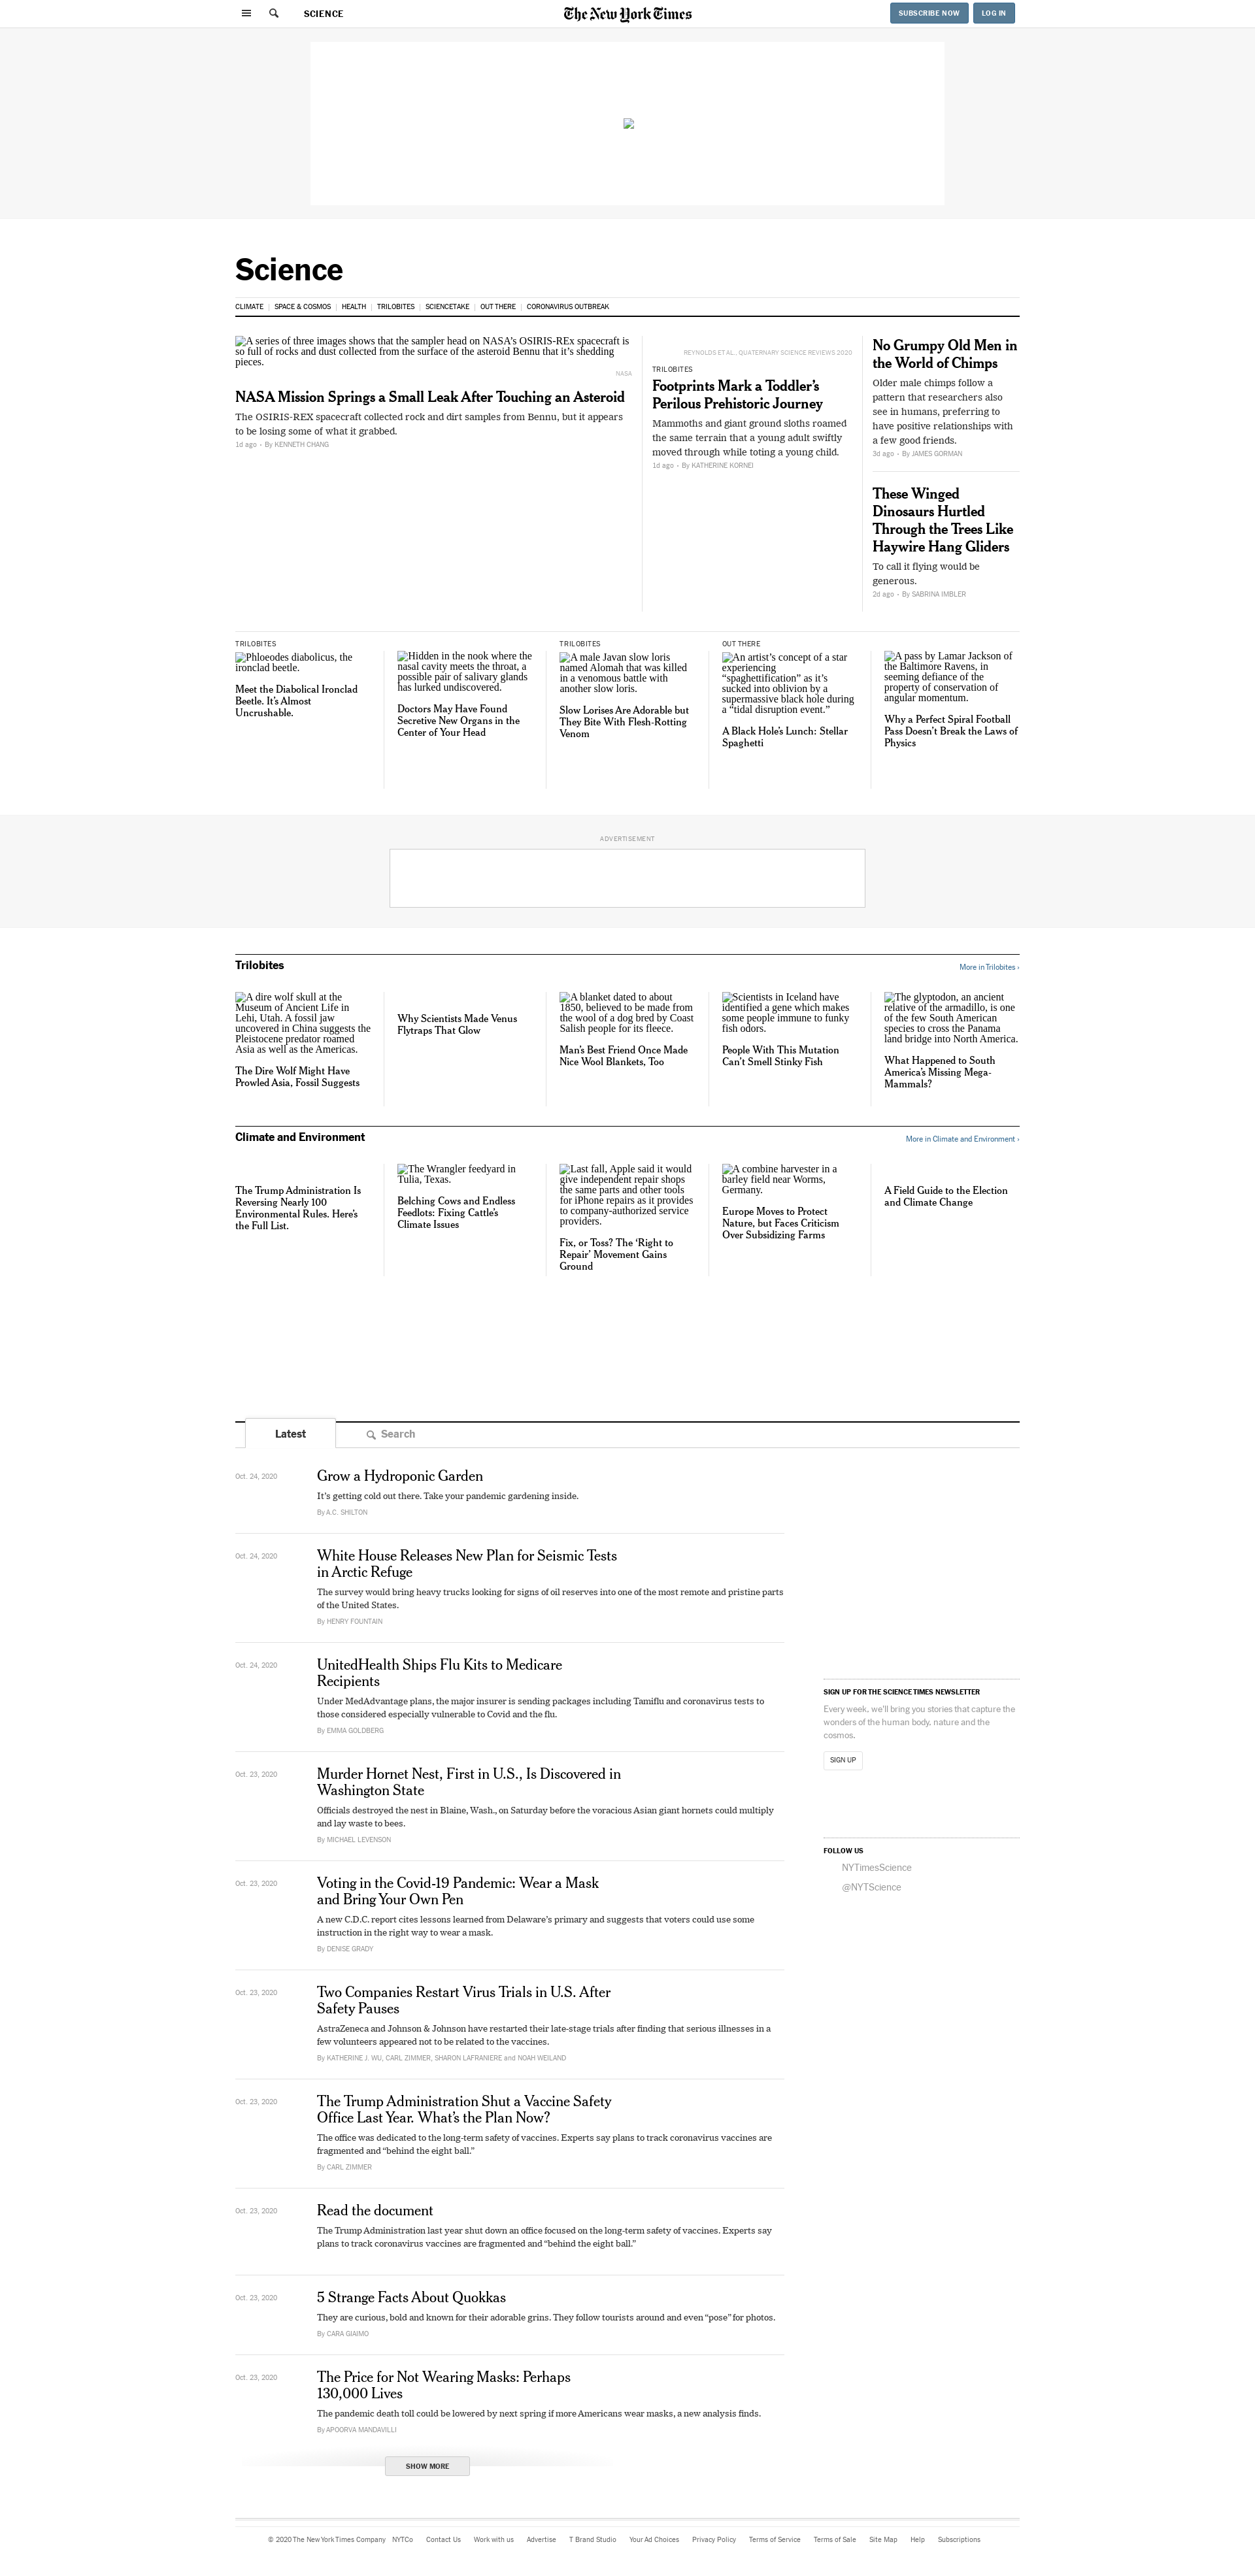 SCIENCE
The New York Times
SUBSCRIBE NOW
LOG IN
Science
CLIMATE | SPACE & COSMOS | HEALTH | TRILOBITES | SCIENCETAKE | OUT THERE | CORONAVIRUS OUTBREAK
A series of three images shows that the sampler head on NASA's OSIRIS-REx spacecraft is
so full of rocks and dust collected from the surface of the asteroid Bennu that it's shedding
pieces.
NASA
NASA Mission Springs a Small Leak After Touching an Asteroid
The OSIRIS-REX spacecraft collected rock and dirt samples from Bennu, but it appears
to be losing some of what it grabbed.
1d ago • By KENNETH CHANG
REYNOLDS ET AL., QUATERNARY SCIENCE REVIEWS 2020
TRILOBITES
Footprints Mark a Toddler's
Perilous Prehistoric Journey
Mammoths and giant ground sloths roamed
the same terrain that a young adult swiftly
moved through while toting a young child.
1d ago • By KATHERINE KORNEI
No Grumpy Old Men in
the World of Chimps
Older male chimps follow a
pattern that researchers also
see in humans, preferring to
have positive relationships with
a few good friends.
3d ago • By JAMES GORMAN
These Winged
Dinosaurs Hurtled
Through the Trees Like
Haywire Hang Gliders
To call it flying would be
generous.
2d ago • By SABRINA IMBLER
TRILOBITES
Phloeodes diabolicus, the
ironclad beetle.
Meet the Diabolical Ironclad
Beetle. It's Almost
Uncrushable.
Hidden in the nook where the
nasal cavity meets the throat, a
possible pair of salivary glands
has lurked undiscovered.
Doctors May Have Found
Secretive New Organs in the
Center of Your Head
TRILOBITES
A male Javan slow loris
named Alomah that was killed
in a venomous battle with
another slow loris.
Slow Lorises Are Adorable but
They Bite With Flesh-Rotting
Venom
OUT THERE
An artist's concept of a star
experiencing
“spaghettification” as it's
sucked into oblivion by a
supermassive black hole during
a “tidal disruption event.”
A Black Hole's Lunch: Stellar
Spaghetti
A pass by Lamar Jackson of
the Baltimore Ravens, in
seeming defiance of the
property of conservation of
angular momentum.
Why a Perfect Spiral Football
Pass Doesn't Break the Laws of
Physics
ADVERTISEMENT
Trilobites
More in Trilobites ›
A dire wolf skull at the
Museum of Ancient Life in
Lehi, Utah. A fossil jaw
uncovered in China suggests the
Pleistocene predator roamed
Asia as well as the Americas.
The Dire Wolf Might Have
Prowled Asia, Fossil Suggests
Why Scientists Made Venus
Flytraps That Glow
A blanket dated to about
1850, believed to be made from
the wool of a dog bred by Coast
Salish people for its fleece.
Man's Best Friend Once Made
Nice Wool Blankets, Too
Scientists in Iceland have
identified a gene which makes
some people immune to funky
fish odors.
People With This Mutation
Can't Smell Stinky Fish
The glyptodon, an ancient
relative of the armadillo, is one
of the few South American
species to cross the Panama
land bridge into North America.
What Happened to South
America's Missing Mega-
Mammals?
Climate and Environment
More in Climate and Environment ›
The Trump Administration Is
Reversing Nearly 100
Environmental Rules. Here's
the Full List.
The Wrangler feedyard in
Tulia, Texas.
Belching Cows and Endless
Feedlots: Fixing Cattle's
Climate Issues
Last fall, Apple said it would
give independent repair shops
the same parts and other tools
for iPhone repairs as it provides
to company-authorized service
providers.
Fix, or Toss? The ‘Right to
Repair’ Movement Gains
Ground
A combine harvester in a
barley field near Worms,
Germany.
Europe Moves to Protect
Nature, but Faces Criticism
Over Subsidizing Farms
A Field Guide to the Election
and Climate Change
Latest
Search
Oct. 24, 2020
Grow a Hydroponic Garden
It's getting cold out there. Take your pandemic gardening inside.
By A.C. SHILTON
Oct. 24, 2020
White House Releases New Plan for Seismic Tests
in Arctic Refuge
The survey would bring heavy trucks looking for signs of oil reserves into one of the most remote and pristine parts
of the United States.
By HENRY FOUNTAIN
Oct. 24, 2020
UnitedHealth Ships Flu Kits to Medicare
Recipients
Under MedAdvantage plans, the major insurer is sending packages including Tamiflu and coronavirus tests to
those considered especially vulnerable to Covid and the flu.
By EMMA GOLDBERG
Oct. 23, 2020
Murder Hornet Nest, First in U.S., Is Discovered in
Washington State
Officials destroyed the nest in Blaine, Wash., on Saturday before the voracious Asian giant hornets could multiply
and lay waste to bees.
By MICHAEL LEVENSON
Oct. 23, 2020
Voting in the Covid-19 Pandemic: Wear a Mask
and Bring Your Own Pen
A new C.D.C. report cites lessons learned from Delaware's primary and suggests that voters could use some
instruction in the right way to wear a mask.
By DENISE GRADY
Oct. 23, 2020
Two Companies Restart Virus Trials in U.S. After
Safety Pauses
AstraZeneca and Johnson & Johnson have restarted their late-stage trials after finding that serious illnesses in a
few volunteers appeared not to be related to the vaccines.
By KATHERINE J. WU, CARL ZIMMER, SHARON LAFRANIERE and NOAH WEILAND
Oct. 23, 2020
The Trump Administration Shut a Vaccine Safety
Office Last Year. What's the Plan Now?
The office was dedicated to the long-term safety of vaccines. Experts say plans to track coronavirus vaccines are
fragmented and “behind the eight ball.”
By CARL ZIMMER
Oct. 23, 2020
Read the document
The Trump Administration last year shut down an office focused on the long-term safety of vaccines. Experts say
plans to track coronavirus vaccines are fragmented and “behind the eight ball.”
Oct. 23, 2020
5 Strange Facts About Quokkas
They are curious, bold and known for their adorable grins. They follow tourists around and even “pose” for photos.
By CARA GIAIMO
Oct. 23, 2020
The Price for Not Wearing Masks: Perhaps
130,000 Lives
The pandemic death toll could be lowered by next spring if more Americans wear masks, a new analysis finds.
By APOORVA MANDAVILLI
SHOW MORE
SIGN UP FOR THE SCIENCE TIMES NEWSLETTER
Every week, we'll bring you stories that capture the
wonders of the human body, nature and the
cosmos.
SIGN UP
FOLLOW US
NYTimesScience
@NYTScience
© 2020 The New York Times Company NYTCo Contact Us Work with us Advertise T Brand Studio Your Ad Choices Privacy Policy Terms of Service Terms of Sale Site Map Help Subscriptions